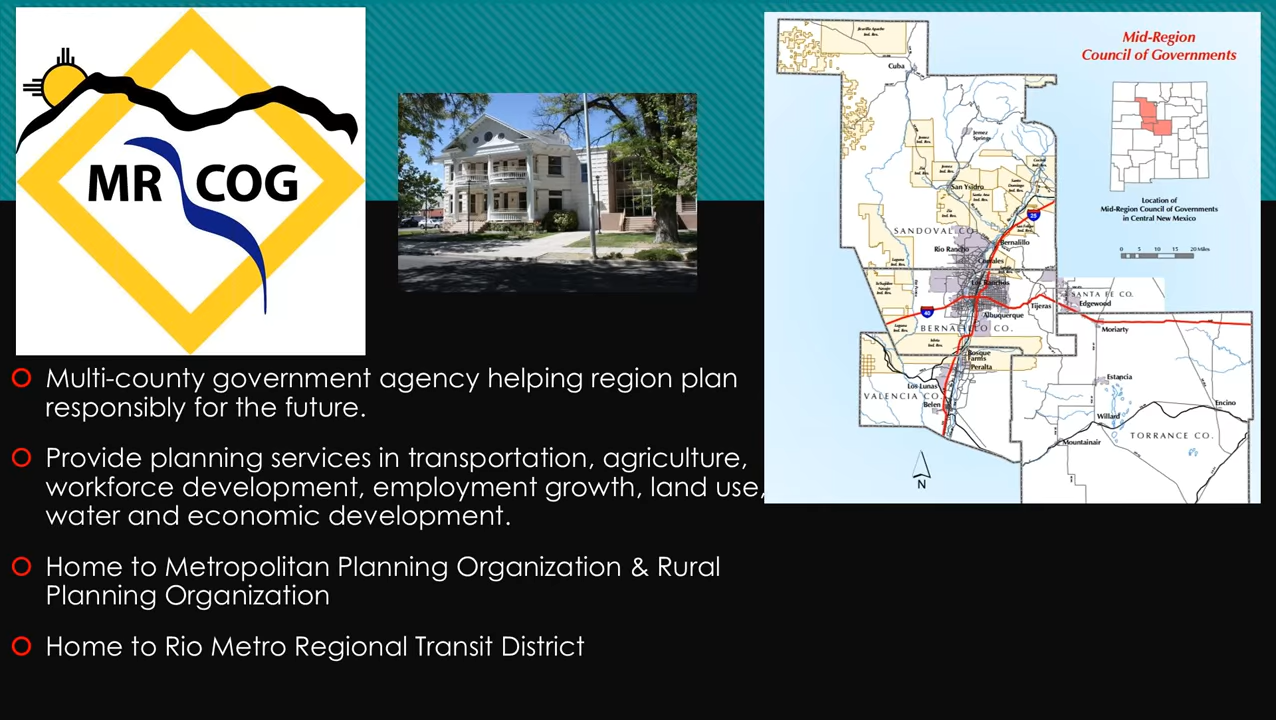 MR COG
Multi-county government agency helping region plan
responsibly for the future.
Provide planning services in transportation, agriculture,
workforce development, employment growth, land use,
water and economic development.
Home to Metropolitan Planning Organization & Rural
Planning Organization
Home to Rio Metro Regional Transit District
Mid-Region
Council of Governments
Location of
Mid-Region Council of Governments
in Central New Mexico
0 5 10 15 20 Miles
Cuba
Jemez
Springs
San Ysidro
25
SANDOVAL CO.
Rio Rancho
Bernalillo
Corrales
Los Ranchos
SANTA FE CO.
Edgewood
Tijeras
40
Albuquerque
BERNALILLO CO.
Moriarty
Bosque
Farms
Peralta
Los Lunas
VALENCIA CO.
Belen
Estancia
Encino
Willard
TORRANCE CO.
Mountainair
N